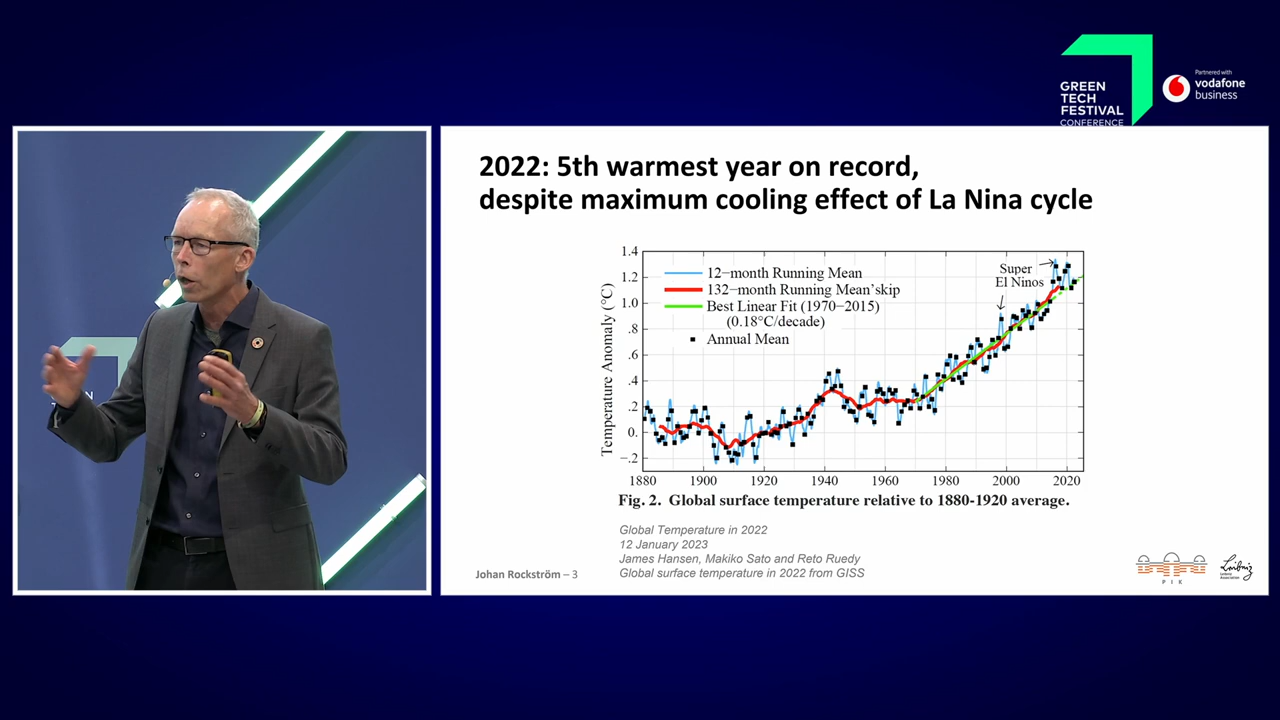 GREEN
TECH
FESTIVAL
CONFERENCE
Partnered with
vodafone
business
2022: 5th warmest year on record,
despite maximum cooling effect of La Nina cycle
1.4
1.2
1.0
.8
.6
.4
.2
0.
−.2
Temperature Anomaly (°C)
12−month Running Mean
132−month Running Mean'skip
Best Linear Fit (1970−2015)
(0.18°C/decade)
Annual Mean
Super
El Ninos
1880 1900 1920 1940 1960 1980 2000 2020
Fig. 2. Global surface temperature relative to 1880-1920 average.
Global Temperature in 2022
12 January 2023
James Hansen, Makiko Sato and Reto Ruedy
Global surface temperature in 2022 from GISS
Johan Rockström – 3
PIK
Leibniz
Leibniz
Association